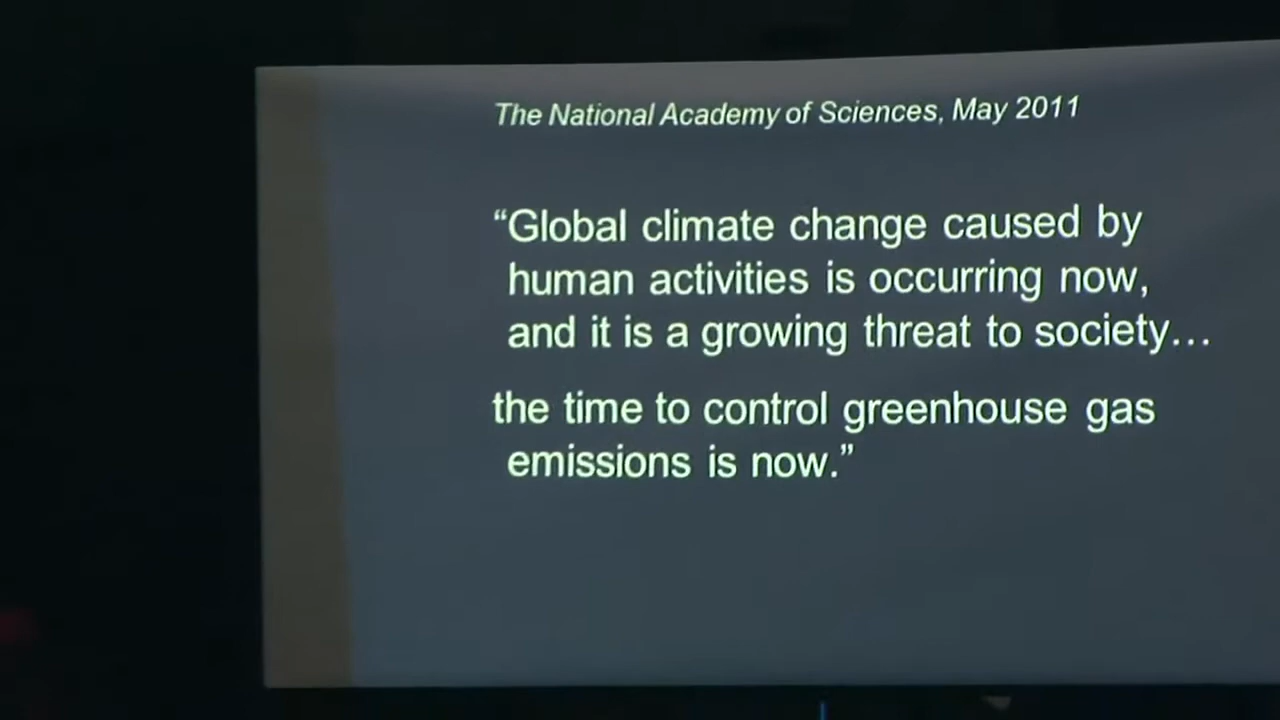 The National Academy of Sciences, May 2011
“Global climate change caused by
human activities is occurring now,
and it is a growing threat to society…
the time to control greenhouse gas
emissions is now.”